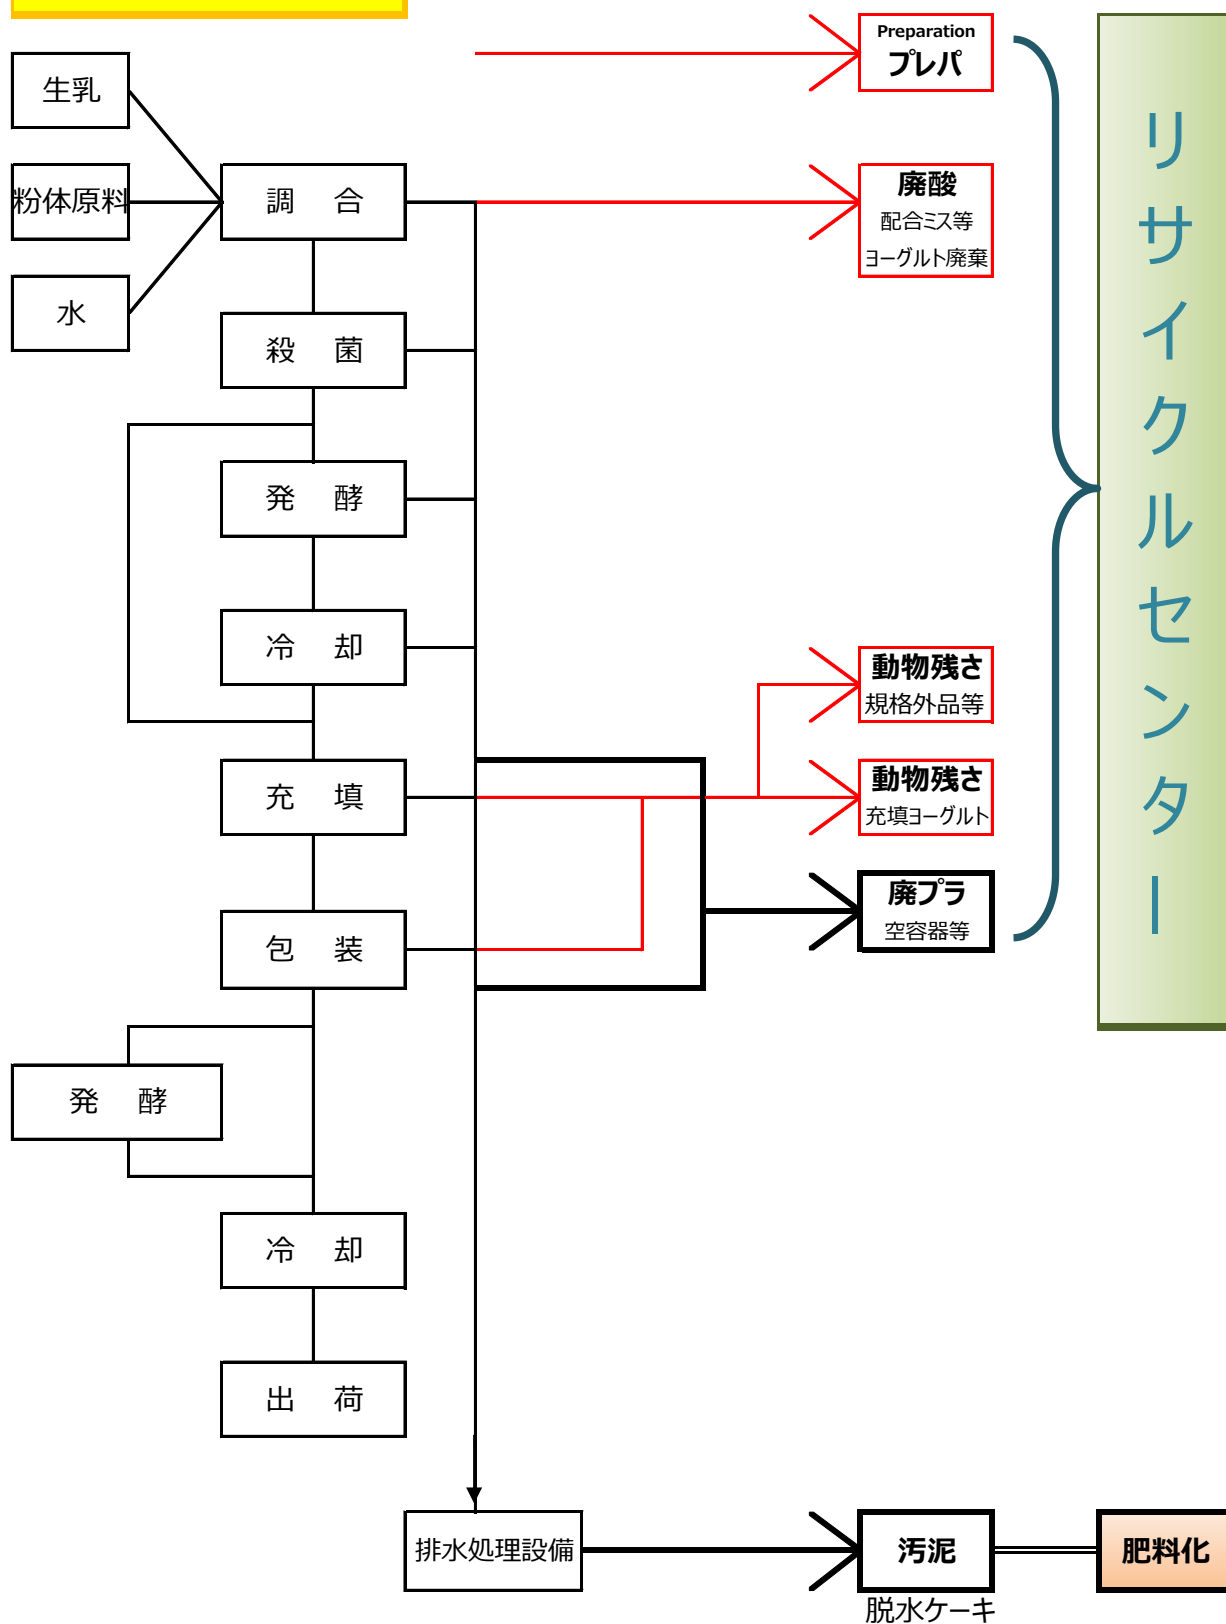 Preparation
プレパ
生乳
粉体原料
水
調　合
廃酸
配合ミス等
ヨーグルト廃棄
殺　菌
発　酵
冷　却
動物残さ
規格外品等
充　填
動物残さ
充填ヨーグルト
廃プラ
空容器等
包　装
リサイクルセンター
発　酵
冷　却
出　荷
排水処理設備
汚泥
脱水ケーキ
肥料化